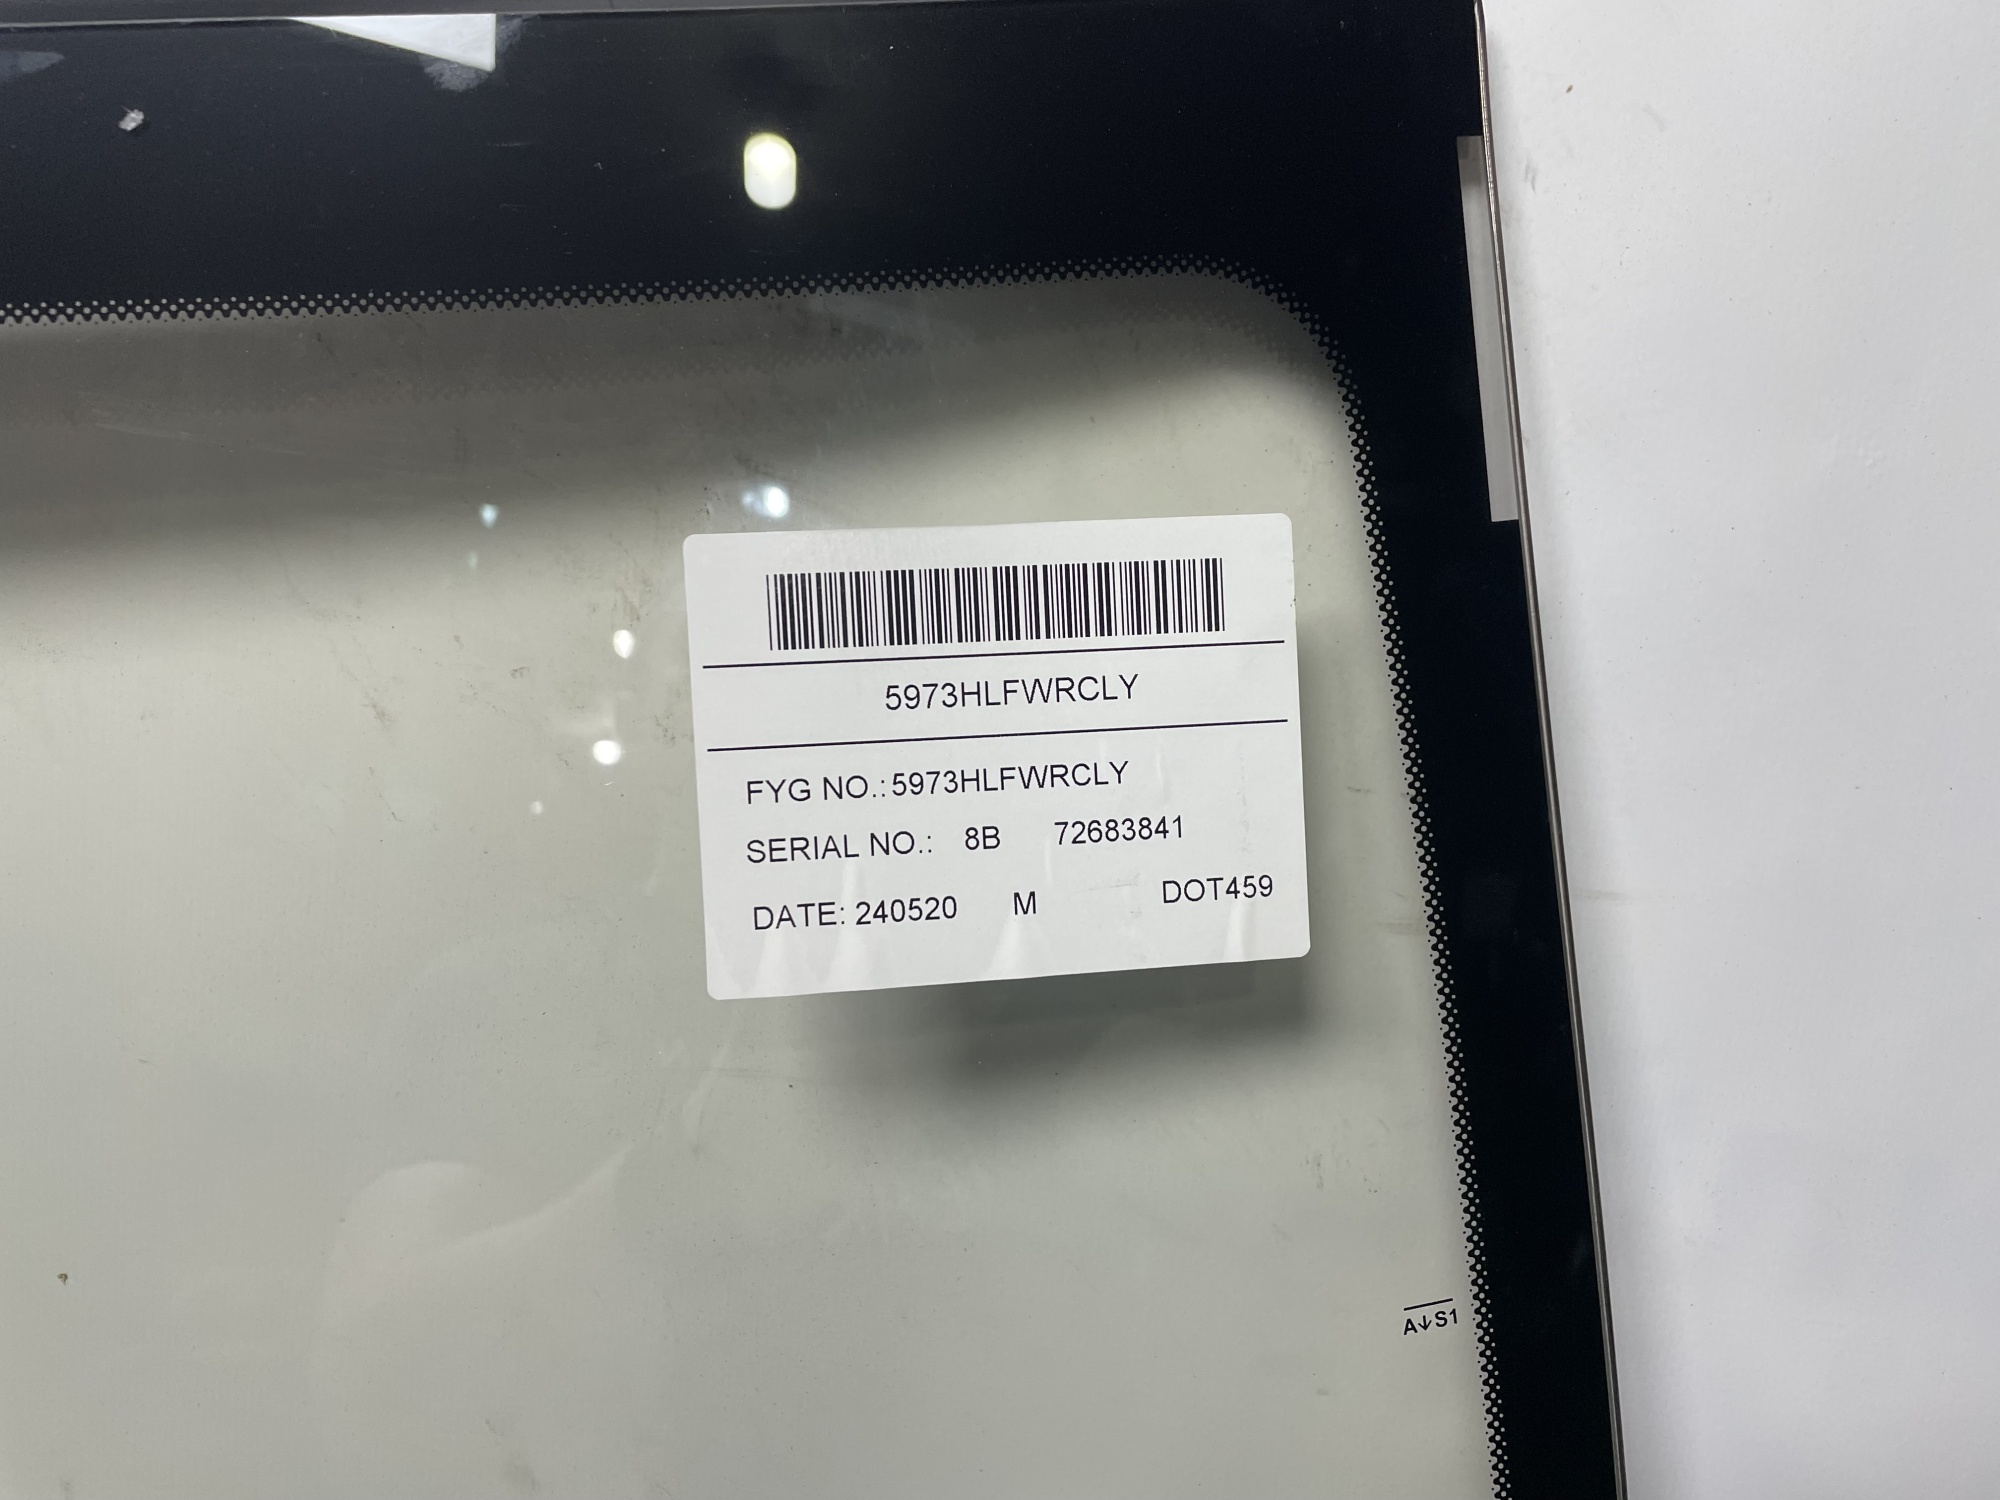 5973HLFWRCLY
FYG NO.:5973HLFWRCLY
SERIAL NO.: 8B 72683841
DATE: 240520 M DOT459
A↓S1